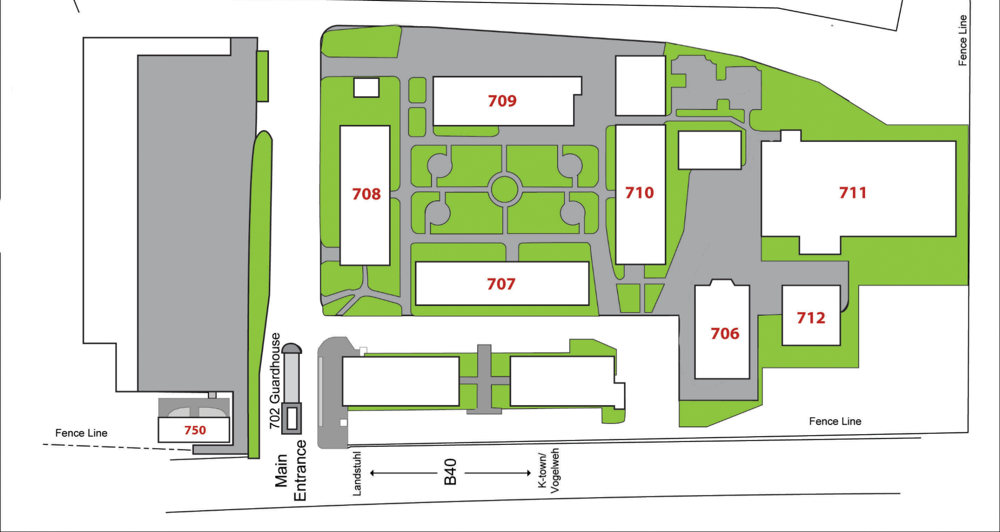 Fence Line
709
708
710
711
707
712
706
702 Guardhouse
750
Fence Line
Fence Line
Main
Entrance
Landstuhl
B40
K-town/
Vogelweh